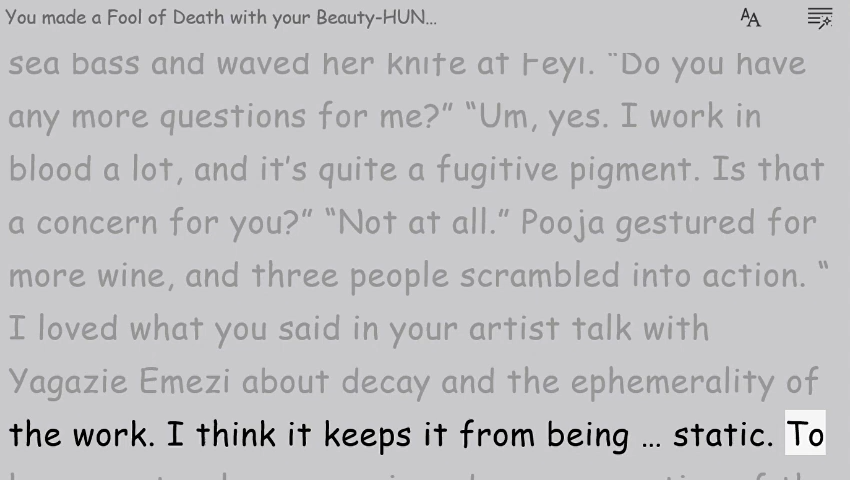 You made a Fool of Death with your Beauty-HUN...
AA
sea bass and waved her knife at Feyi. “Do you have
any more questions for me?” “Um, yes. I work in
blood a lot, and it’s quite a fugitive pigment. Is that
a concern for you?” “Not at all.” Pooja gestured for
more wine, and three people scrambled into action. “
I loved what you said in your artist talk with
Yagazie Emezi about decay and the ephemerality of
the work. I think it keeps it from being ... static. To